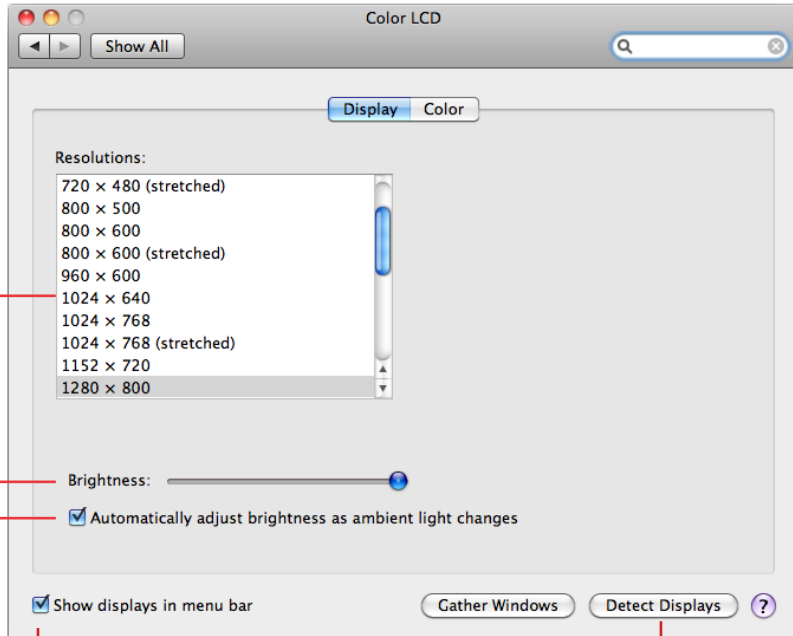 Color LCD
Show All
Display Color
Resolutions:
720 × 480 (stretched)
800 × 500
800 × 600
800 × 600 (stretched)
960 × 600
1024 × 640
1024 × 768
1024 × 768 (stretched)
1152 × 720
1280 × 800
Brightness:
Automatically adjust brightness as ambient light changes
Show displays in menu bar Gather Windows Detect Displays ?